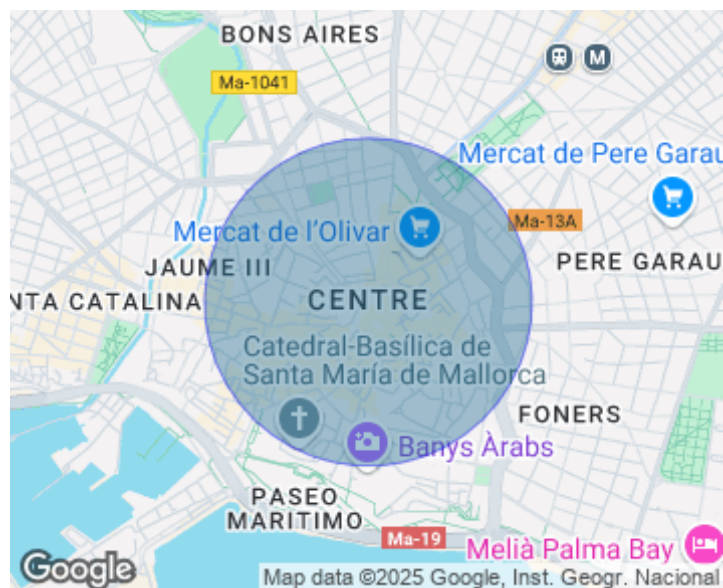 BONS AIRES
Ma-1041
M
Mercat de Pere Garau
Mercat de l'Olivar
Ma-13A
JAUME III
PERE GARAU
NTA CATALINA
CENTRE
Catedral-Basílica de
Santa María de Mallorca
FONERS
Banys Àrabs
PASEO
MARITIMO
Ma-19
Melià Palma Bay
Google
Map data ©2025 Google, Inst. Geogr. Nacional